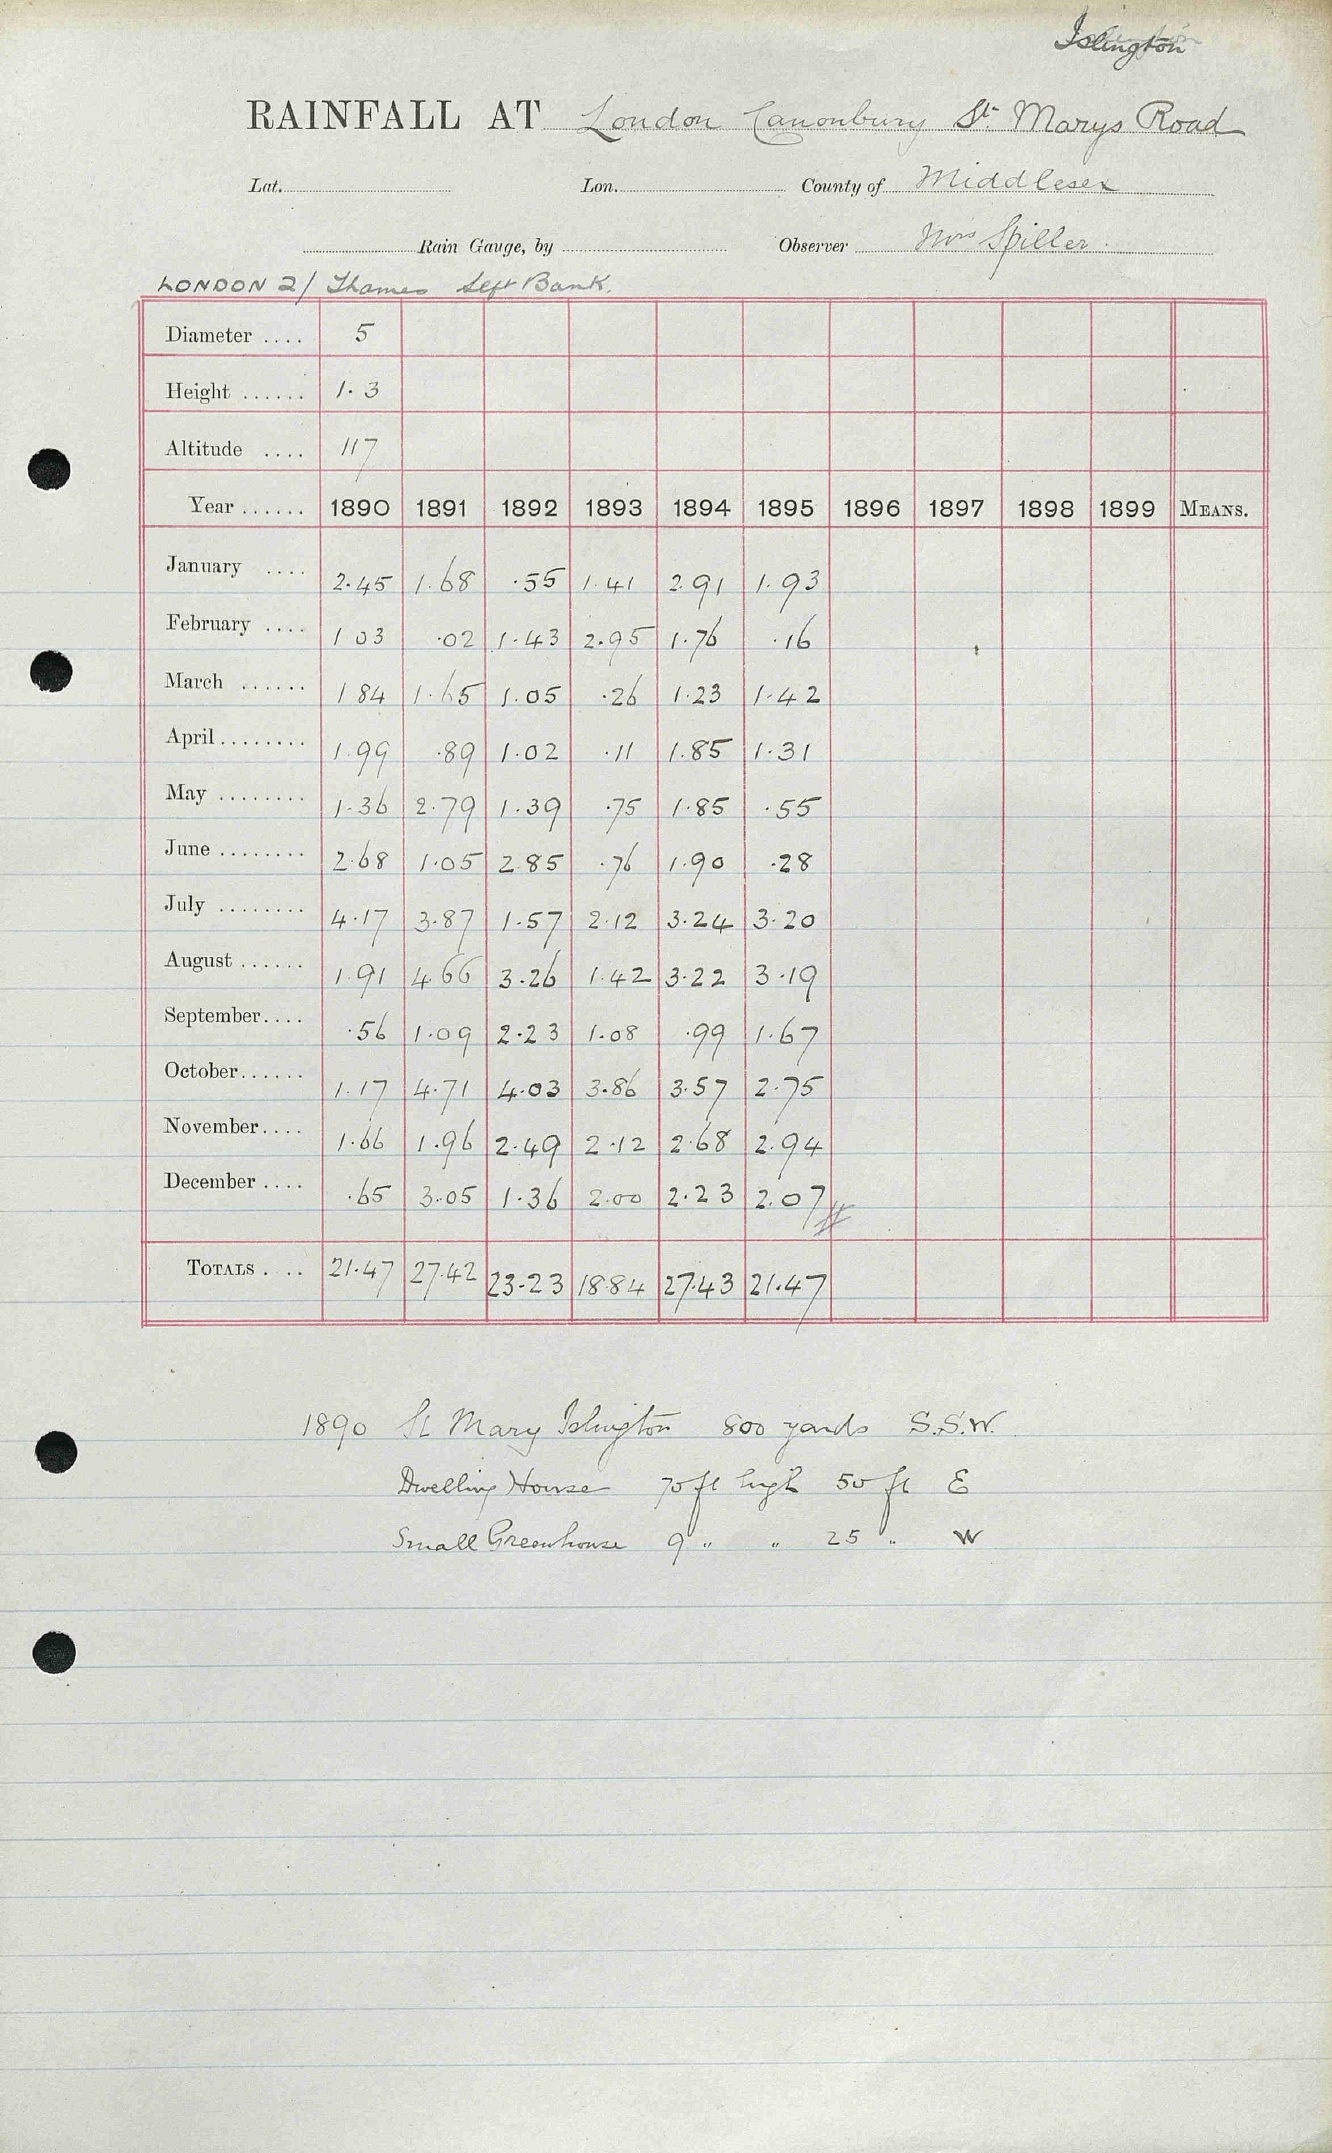 Islington
RAINFALL AT London Canonbury St. Marys Road
Lat. Lon. County of Middlesex
Rain Gauge, by Observer Mrs Spiller.
LONDON 2/ Thames Left Bank.
Diameter .... 5
Height ...... 1.3
Altitude .... 117
Year ...... 1890 1891 1892 1893 1894 1895 1896 1897 1898 1899 MEANS.
January .... 2.45 1.68 .55 1.41 2.91 1.93
February .... 1 03 .02 1.43 2.95 1.76 .16
March ...... 1 84 1.65 1.05 .26 1.23 1.42
April ........ 1.99 .89 1.02 .11 1.85 1.31
May ........ 1.36 2.79 1.39 .75 1.85 .55
June ........ 2.68 1.05 2.85 .76 1.90 .28
July ........ 4.17 3.87 1.57 2.12 3.24 3.20
August ...... 1.91 4.66 3.26 1.42 3.22 3.19
September .... .56 1.09 2.23 1.08 .99 1.67
October ...... 1.17 4.71 4.03 3.86 3.57 2.75
November .... 1.66 1.96 2.49 2.12 2.68 2.94
December .... .65 3.05 1.36 2.00 2.23 2.07
TOTALS .... 21.47 27.42 23.23 18.84 27.43 21.47
1890 St Mary Islington 800 yards S.S.W.
Dwelling House 70 ft high 50 ft E
Small Greenhouse 9 " " 25 " W